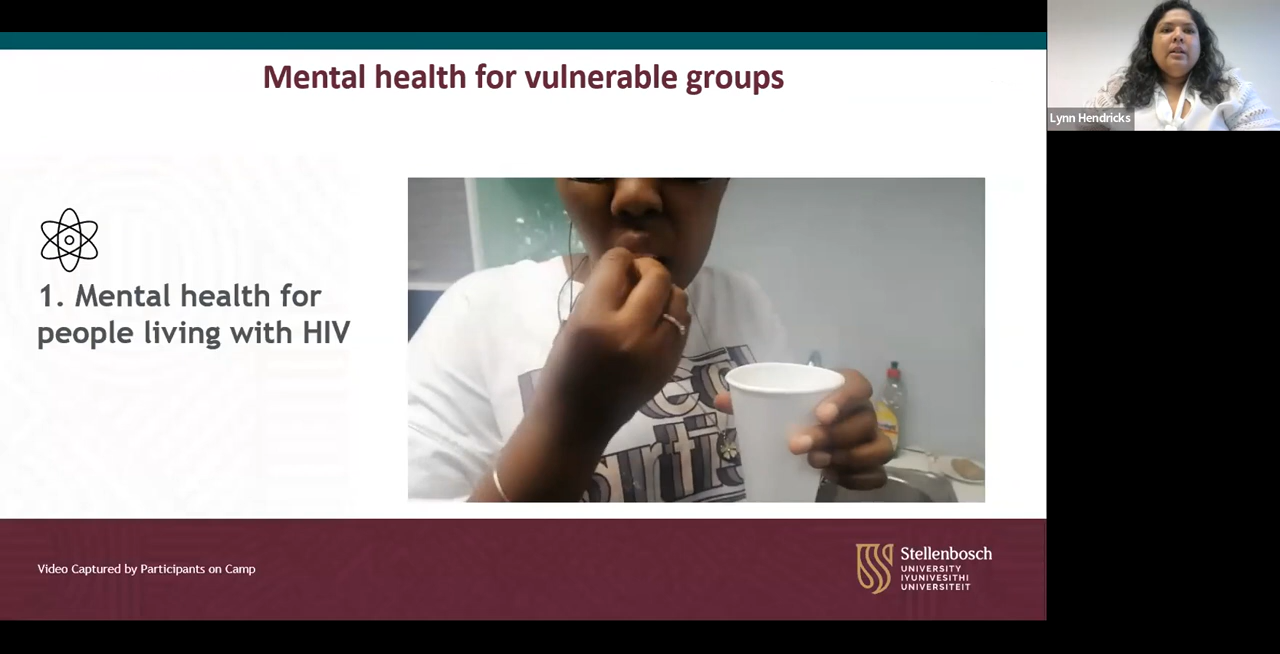 Mental health for vulnerable groups
Lynn Hendricks
1. Mental health for
people living with HIV
Video Captured by Participants on Camp
Stellenbosch
UNIVERSITY
IYUNIVESITHI
UNIVERSITEIT